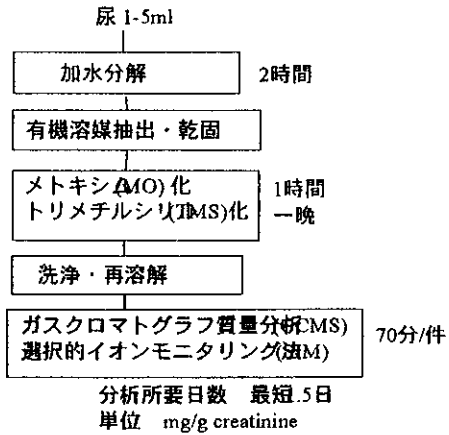 尿 1-5ml
加水分解 2時間
有機溶媒抽出・乾固
メトキシム(MO) 化 1時間
トリメチルシリル(TMS)化 一晩
洗浄・再溶解
ガスクロマトグラフ質量分析(GCMS)
選択的イオンモニタリング法(SIM) 70分/件
分析所要日数 最短1.5日
単位 mg/g creatinine